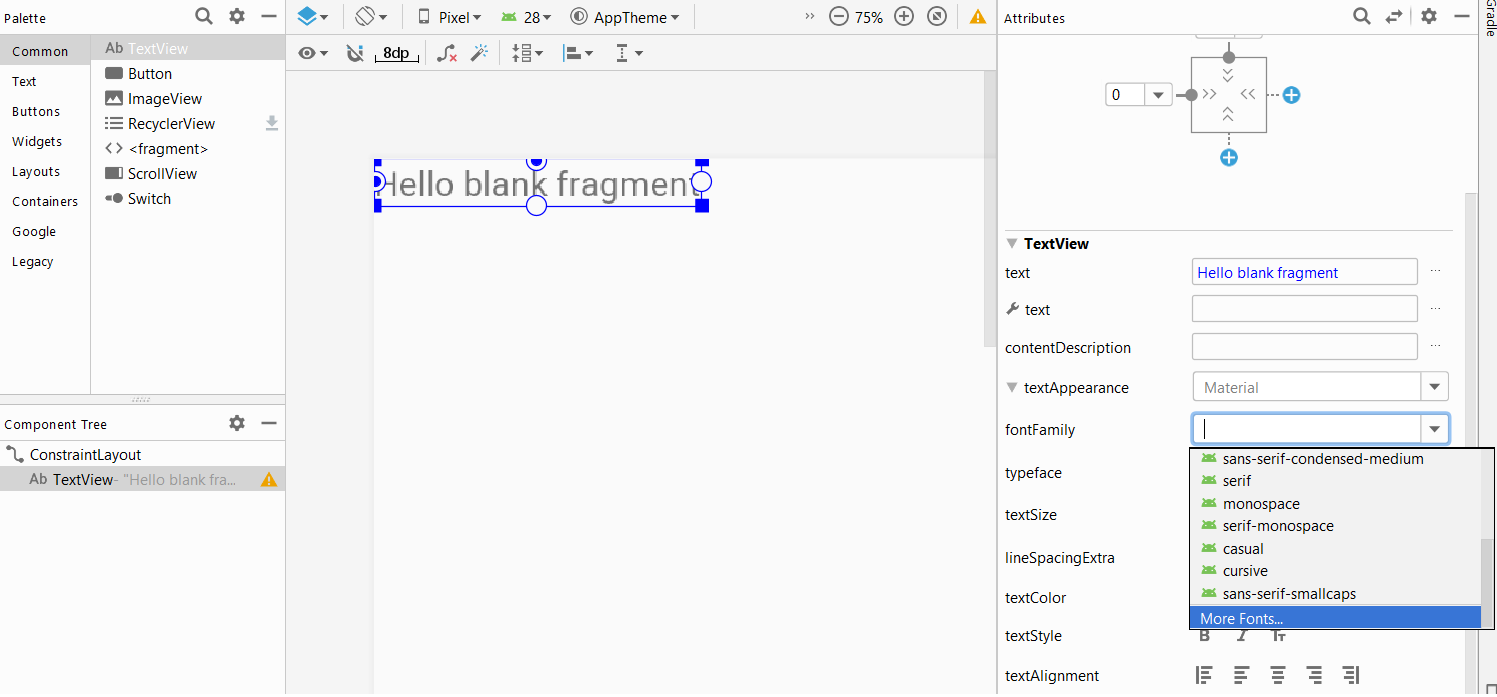 Palette
Common
Text
Buttons
Widgets
Layouts
Containers
Google
Legacy
Ab TextView
Button
ImageView
RecyclerView
<fragment>
ScrollView
Switch
Component Tree
ConstraintLayout
Ab TextView- "Hello blank fra...
Pixel
28
AppTheme
75%
8dp
Hello blank fragment
Attributes
Gradle
0
TextView
text Hello blank fragment ...
text ...
contentDescription ...
textAppearance Material
fontFamily
typeface
textSize
lineSpacingExtra
textColor
textStyle
textAlignment
sans-serif-condensed-medium
serif
monospace
serif-monospace
casual
cursive
sans-serif-smallcaps
More Fonts...
B I Tт